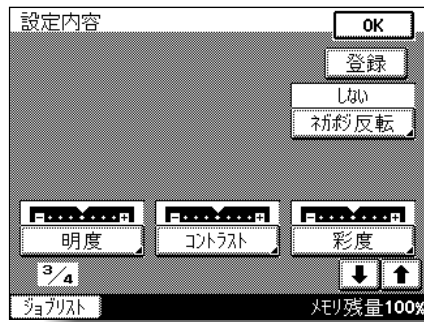 設定内容
OK
登録
しない
ﾈｶﾞﾎﾟｼﾞ反転
明度
ｺﾝﾄﾗｽﾄ
彩度
3/4
ｼﾞｮﾌﾞﾘｽﾄ
ﾒﾓﾘ残量100%